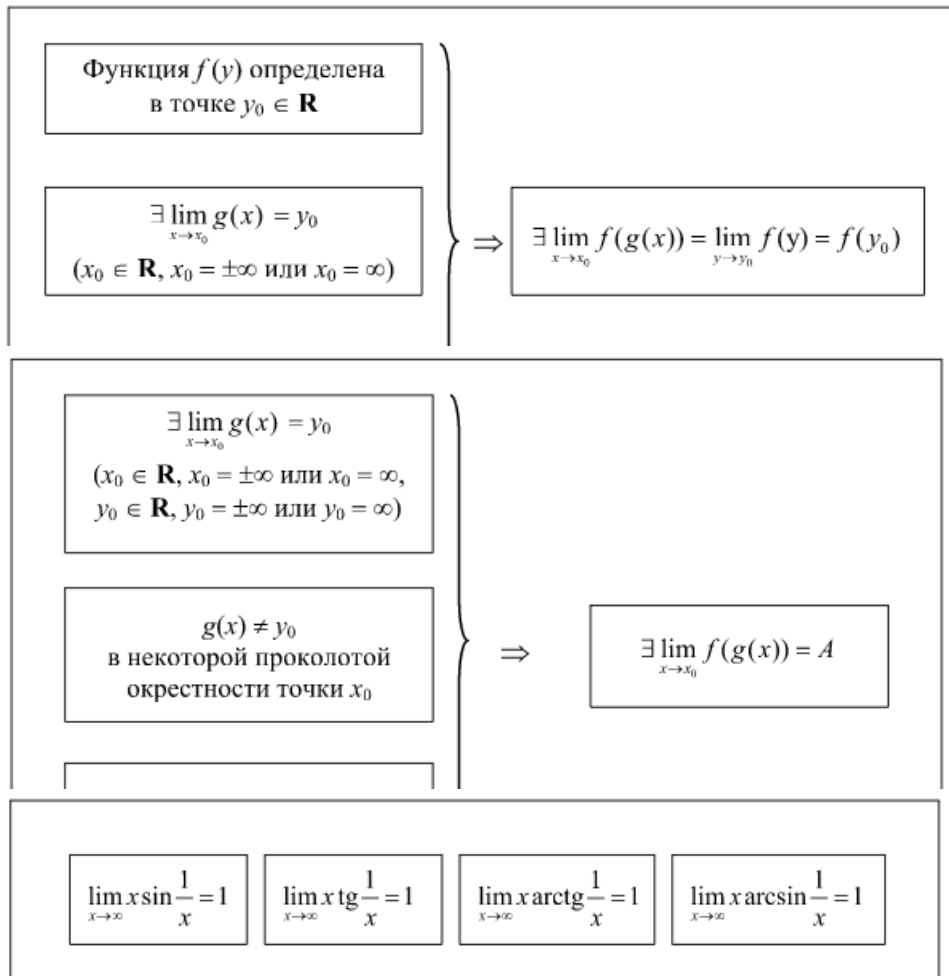 Функция f(y) определена
в точке y₀ ∈ R
∃ lim g(x) = y₀
x→x₀
(x₀ ∈ R, x₀ = ±∞ или x₀ = ∞)
⇒
∃ lim f(g(x)) = lim f(y) = f(y₀)
x→x₀ y→y₀
∃ lim g(x) = y₀
x→x₀
(x₀ ∈ R, x₀ = ±∞ или x₀ = ∞,
y₀ ∈ R, y₀ = ±∞ или y₀ = ∞)
g(x) ≠ y₀
в некоторой проколотой
окрестности точки x₀
⇒
∃ lim f(g(x)) = A
x→x₀
lim x sin 1/x = 1
x→∞
lim x tg 1/x = 1
x→∞
lim x arctg 1/x = 1
x→∞
lim x arcsin 1/x = 1
x→∞